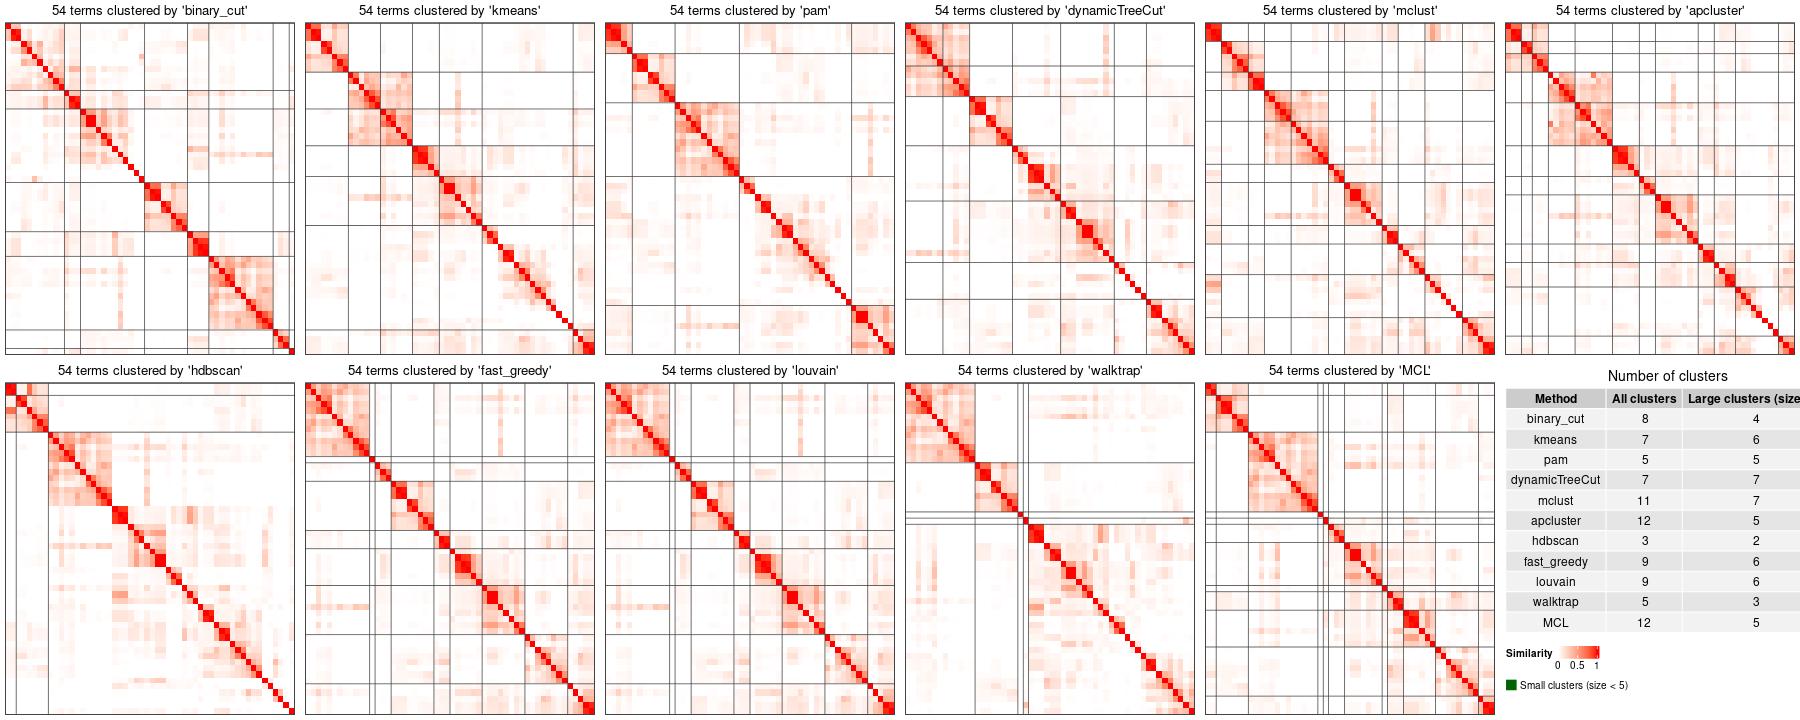 54 terms clustered by 'binary_cut'
54 terms clustered by 'kmeans'
54 terms clustered by 'pam'
54 terms clustered by 'dynamicTreeCut'
54 terms clustered by 'mclust'
54 terms clustered by 'apcluster'
54 terms clustered by 'hdbscan'
54 terms clustered by 'fast_greedy'
54 terms clustered by 'louvain'
54 terms clustered by 'walktrap'
54 terms clustered by 'MCL'
Number of clusters
Method All clusters Large clusters (size
binary_cut 8 4
kmeans 7 6
pam 5 5
dynamicTreeCut 7 7
mclust 11 7
apcluster 12 5
hdbscan 3 2
fast_greedy 9 6
louvain 9 6
walktrap 5 3
MCL 12 5
Similarity
0 0.5 1
Small clusters (size < 5)